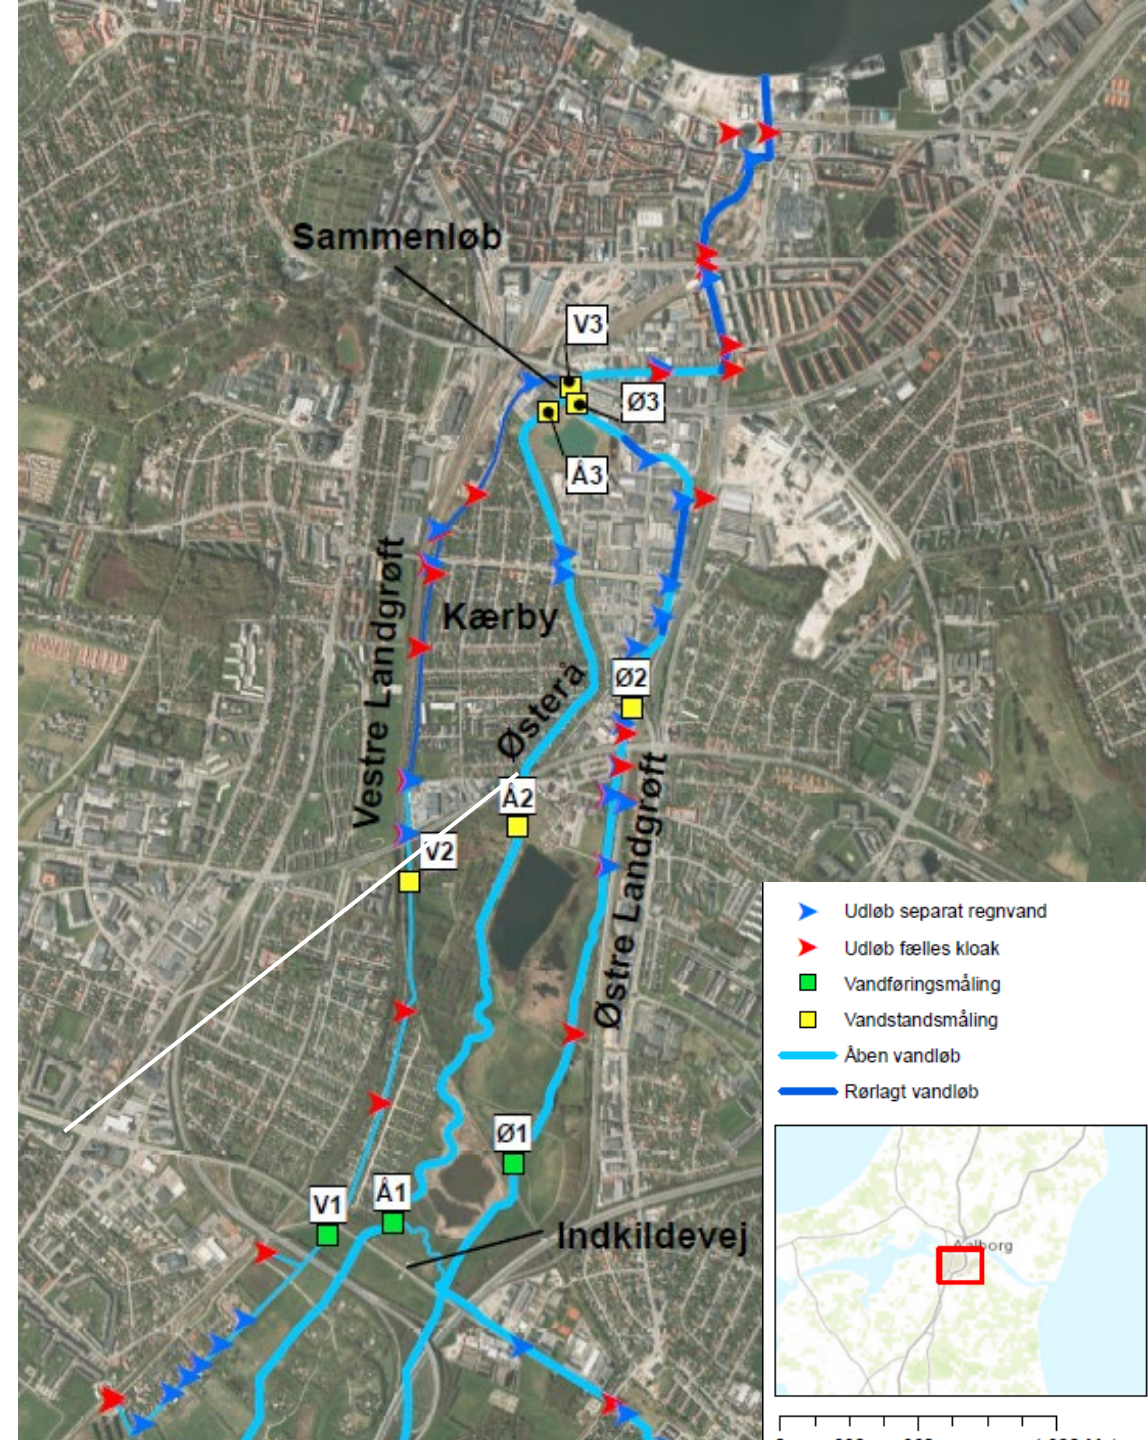 Sammenløb
V3
Ø3
Å3
Vestre Landgrøft
Kærby
Østerå
Ø2
Å2
V2
Østre Landgrøft
Ø1
Å1
V1
Indkildevej
Udløb separat regnvand
Udløb fælles kloak
Vandføringsmåling
Vandstandsmåling
Åben vandløb
Rørlagt vandløb
Aalborg